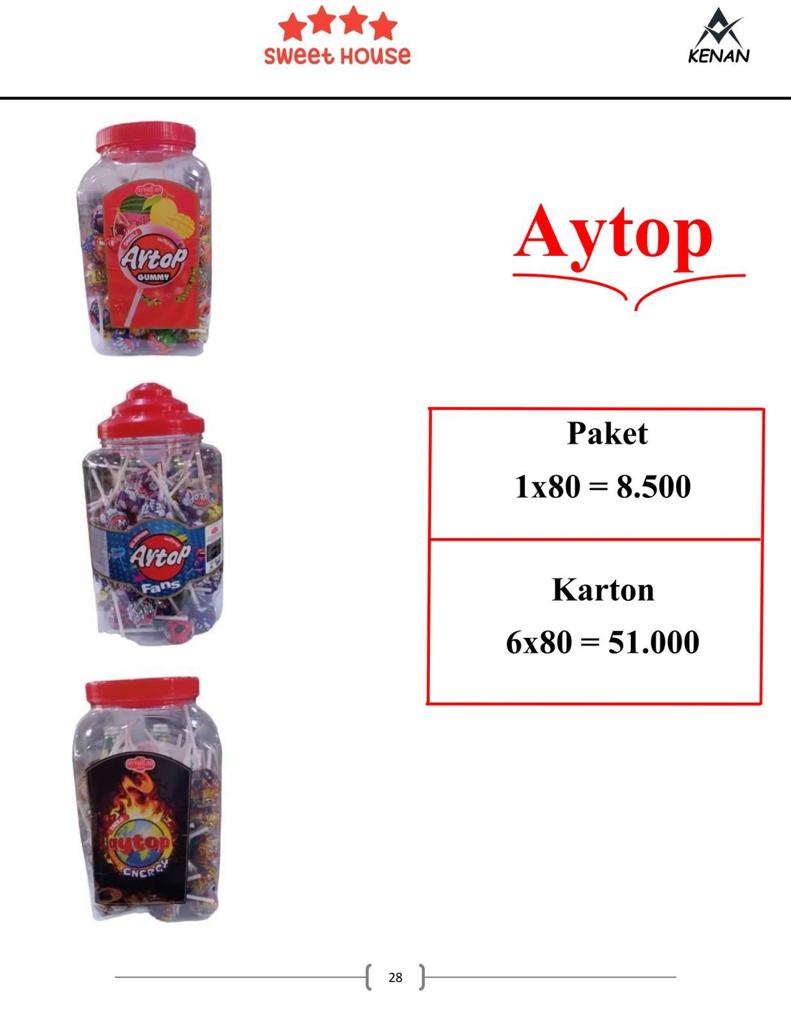 SWEET HOUSE
KENAN
Aytop
AYTOP
GUMMY
Paket
1x80 = 8.500
AYTOP
Fans
Karton
6x80 = 51.000
aytop
ENERGY
28